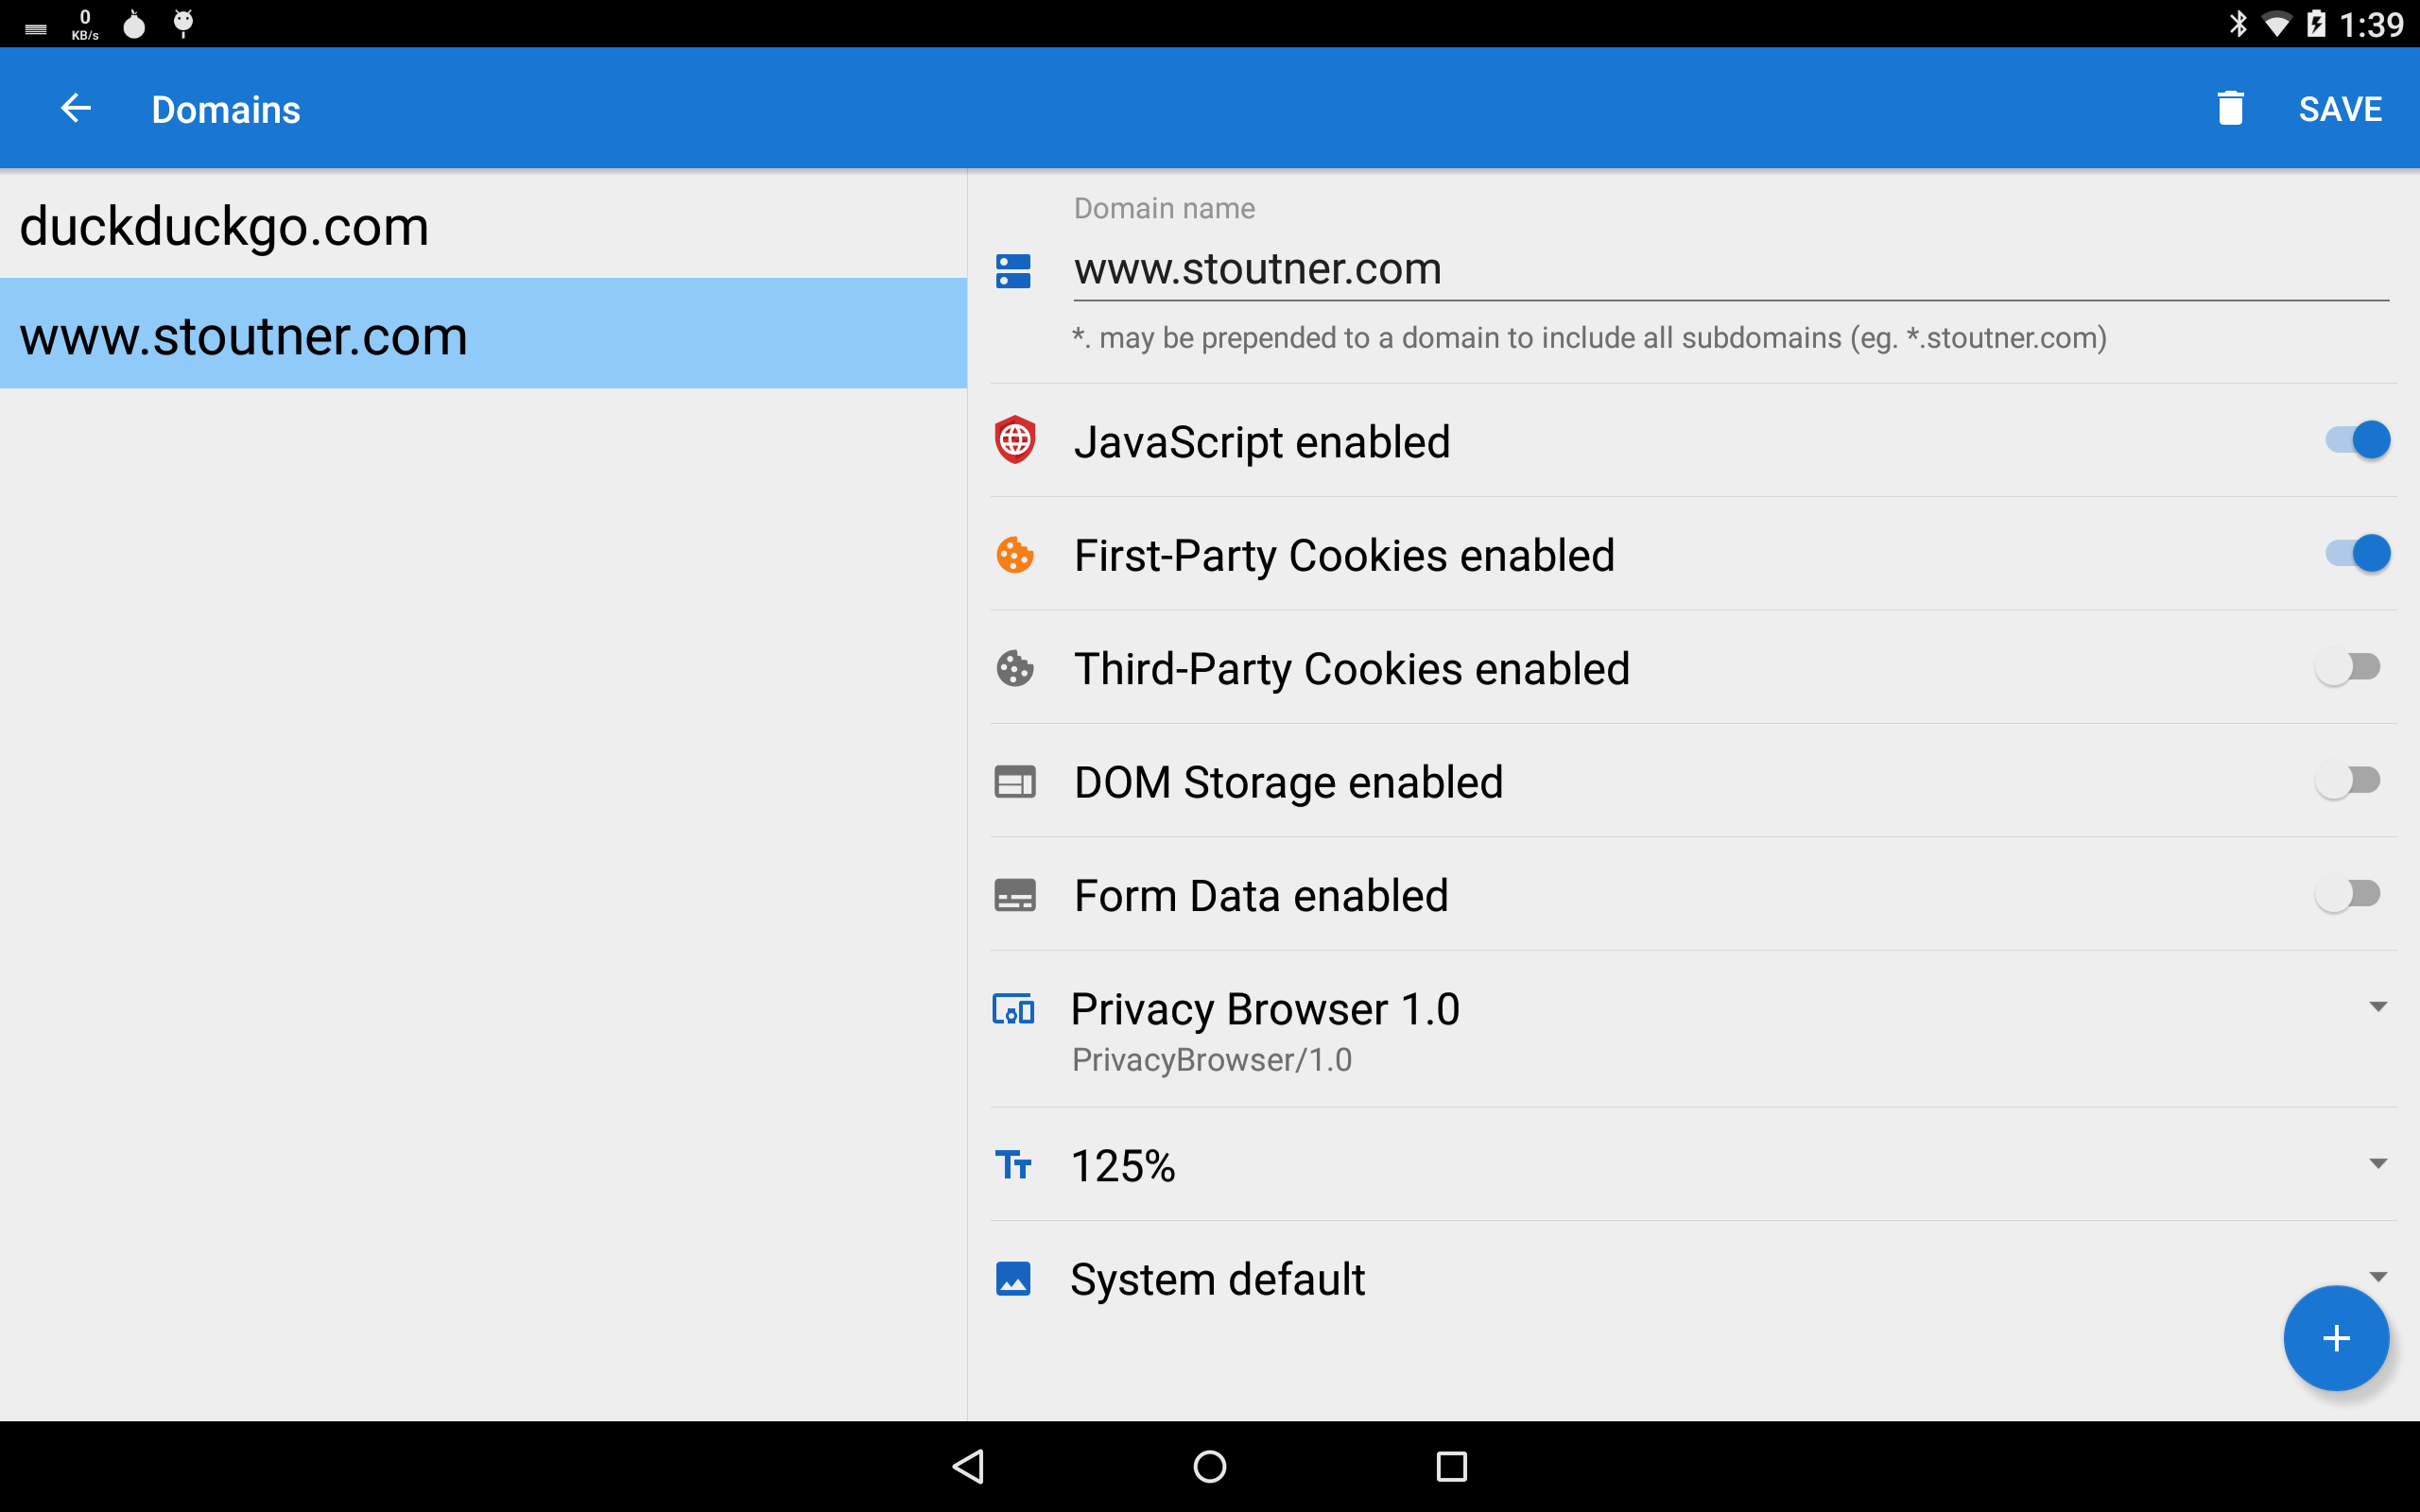 0
KB/s
1:39
Domains
SAVE
duckduckgo.com
www.stoutner.com
Domain name
www.stoutner.com
*. may be prepended to a domain to include all subdomains (eg. *.stoutner.com)
JavaScript enabled
First-Party Cookies enabled
Third-Party Cookies enabled
DOM Storage enabled
Form Data enabled
Privacy Browser 1.0
PrivacyBrowser/1.0
125%
System default